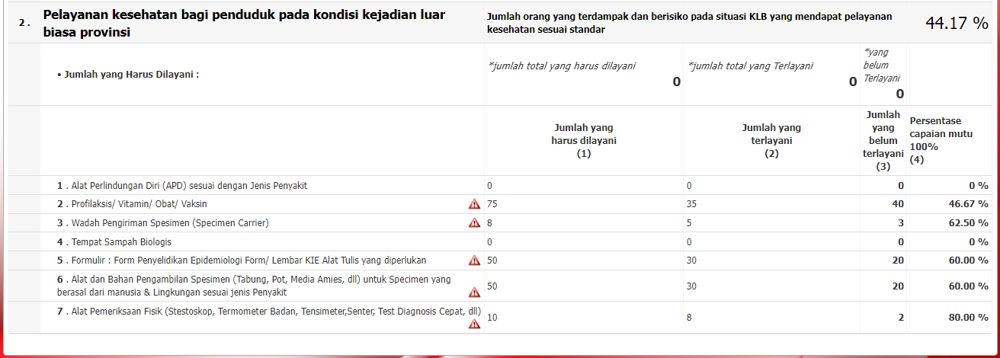 2 .
Pelayanan kesehatan bagi penduduk pada kondisi kejadian luar
biasa provinsi
Jumlah orang yang terdampak dan berisiko pada situasi KLB yang mendapat pelayanan
kesehatan sesuai standar
44.17 %
• Jumlah yang Harus Dilayani :
*jumlah total yang harus dilayani
0
*jumlah total yang Terlayani
0
*yang
belum
Terlayani
0
Jumlah yang
harus dilayani
(1)
Jumlah yang
terlayani
(2)
Jumlah
yang
belum
terlayani
(3)
Persentase
capaian mutu
100%
(4)
1 . Alat Perlindungan Diri (APD) sesuai dengan Jenis Penyakit 0 0 0 0 %
2 . Profilaksis/ Vitamin/ Obat/ Vaksin 75 35 40 46.67 %
3 . Wadah Pengiriman Spesimen (Specimen Carrier) 8 5 3 62.50 %
4 . Tempat Sampah Biologis 0 0 0 0 %
5 . Formulir : Form Penyelidikan Epidemiologi Form/ Lembar KIE Alat Tulis yang diperlukan 50 30 20 60.00 %
6 . Alat dan Bahan Pengambilan Spesimen (Tabung, Pot, Media Amies, dll) untuk Specimen yang
berasal dari manusia & Lingkungan sesuai jenis Penyakit 50 30 20 60.00 %
7 . Alat Pemeriksaan Fisik (Stestoskop, Termometer Badan, Tensimeter,Senter, Test Diagnosis Cepat, dll) 10 8 2 80.00 %